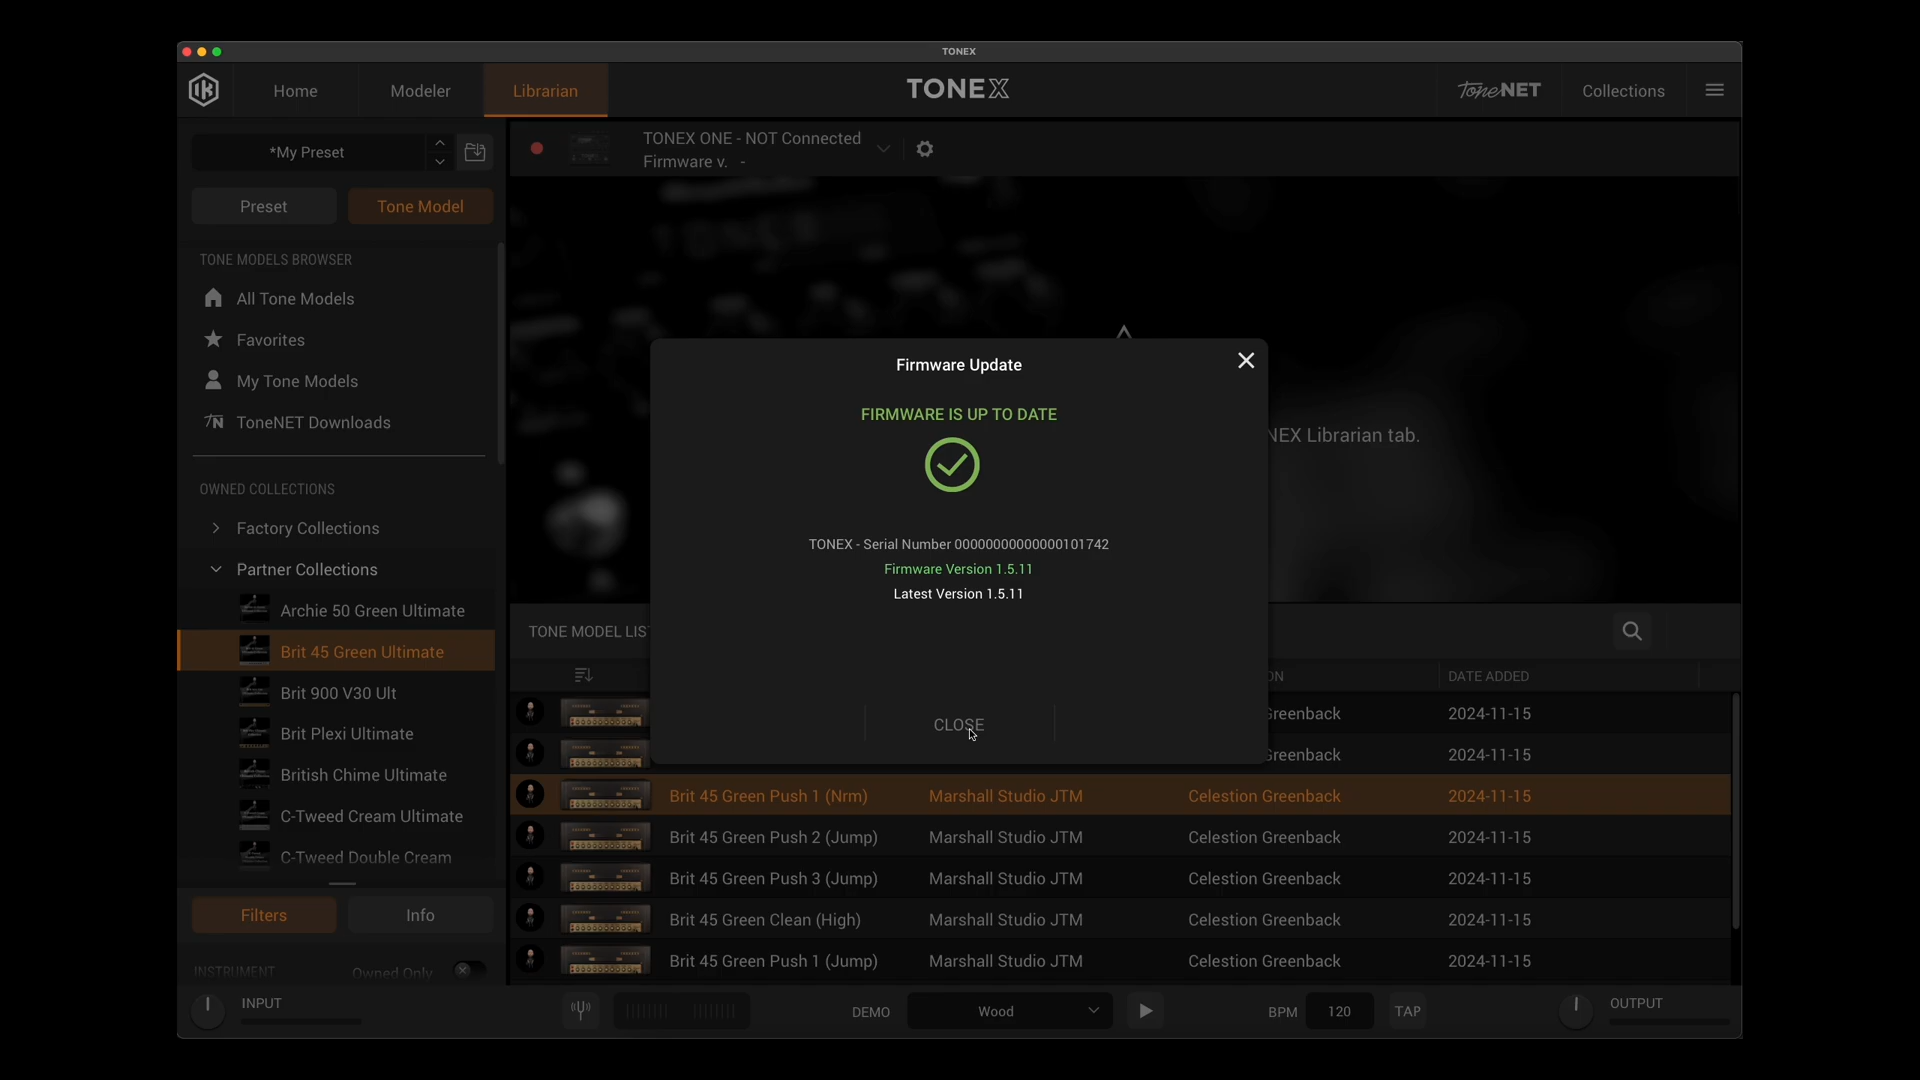 TONEX
Home
Modeler
Librarian
TONEX
ToneNET
Collections
*My Preset
TONEX ONE - NOT Connected
Firmware v. -
Preset
Tone Model
TONE MODELS BROWSER
All Tone Models
Favorites
My Tone Models
ToneNET Downloads
OWNED COLLECTIONS
Factory Collections
Partner Collections
Archie 50 Green Ultimate
Brit 45 Green Ultimate
Brit 900 V30 Ult
Brit Plexi Ultimate
British Chime Ultimate
C-Tweed Cream Ultimate
C-Tweed Double Cream
Filters
Info
INSTRUMENT
Owned Only
NEX Librarian tab.
Firmware Update
FIRMWARE IS UP TO DATE
TONEX - Serial Number 00000000000000101742
Firmware Version 1.5.11
Latest Version 1.5.11
CLOSE
TONE MODEL LIS
ON
DATE ADDED
Greenback 2024-11-15
Greenback 2024-11-15
Brit 45 Green Push 1 (Nrm) Marshall Studio JTM Celestion Greenback 2024-11-15
Brit 45 Green Push 2 (Jump) Marshall Studio JTM Celestion Greenback 2024-11-15
Brit 45 Green Push 3 (Jump) Marshall Studio JTM Celestion Greenback 2024-11-15
Brit 45 Green Clean (High) Marshall Studio JTM Celestion Greenback 2024-11-15
Brit 45 Green Push 1 (Jump) Marshall Studio JTM Celestion Greenback 2024-11-15
INPUT
DEMO
Wood
BPM
120
TAP
OUTPUT